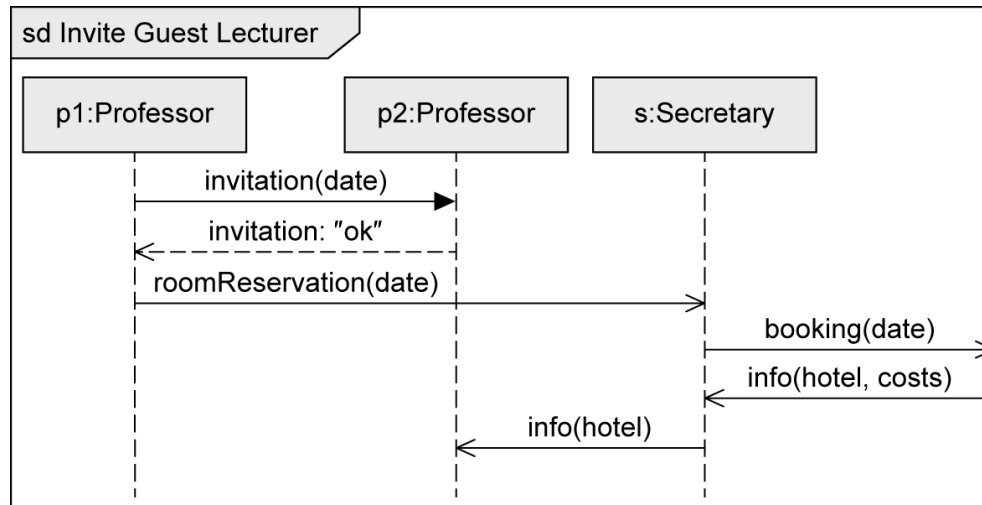 sd Invite Guest Lecturer
p1:Professor
p2:Professor
s:Secretary
invitation(date)
invitation: "ok"
roomReservation(date)
booking(date)
info(hotel, costs)
info(hotel)